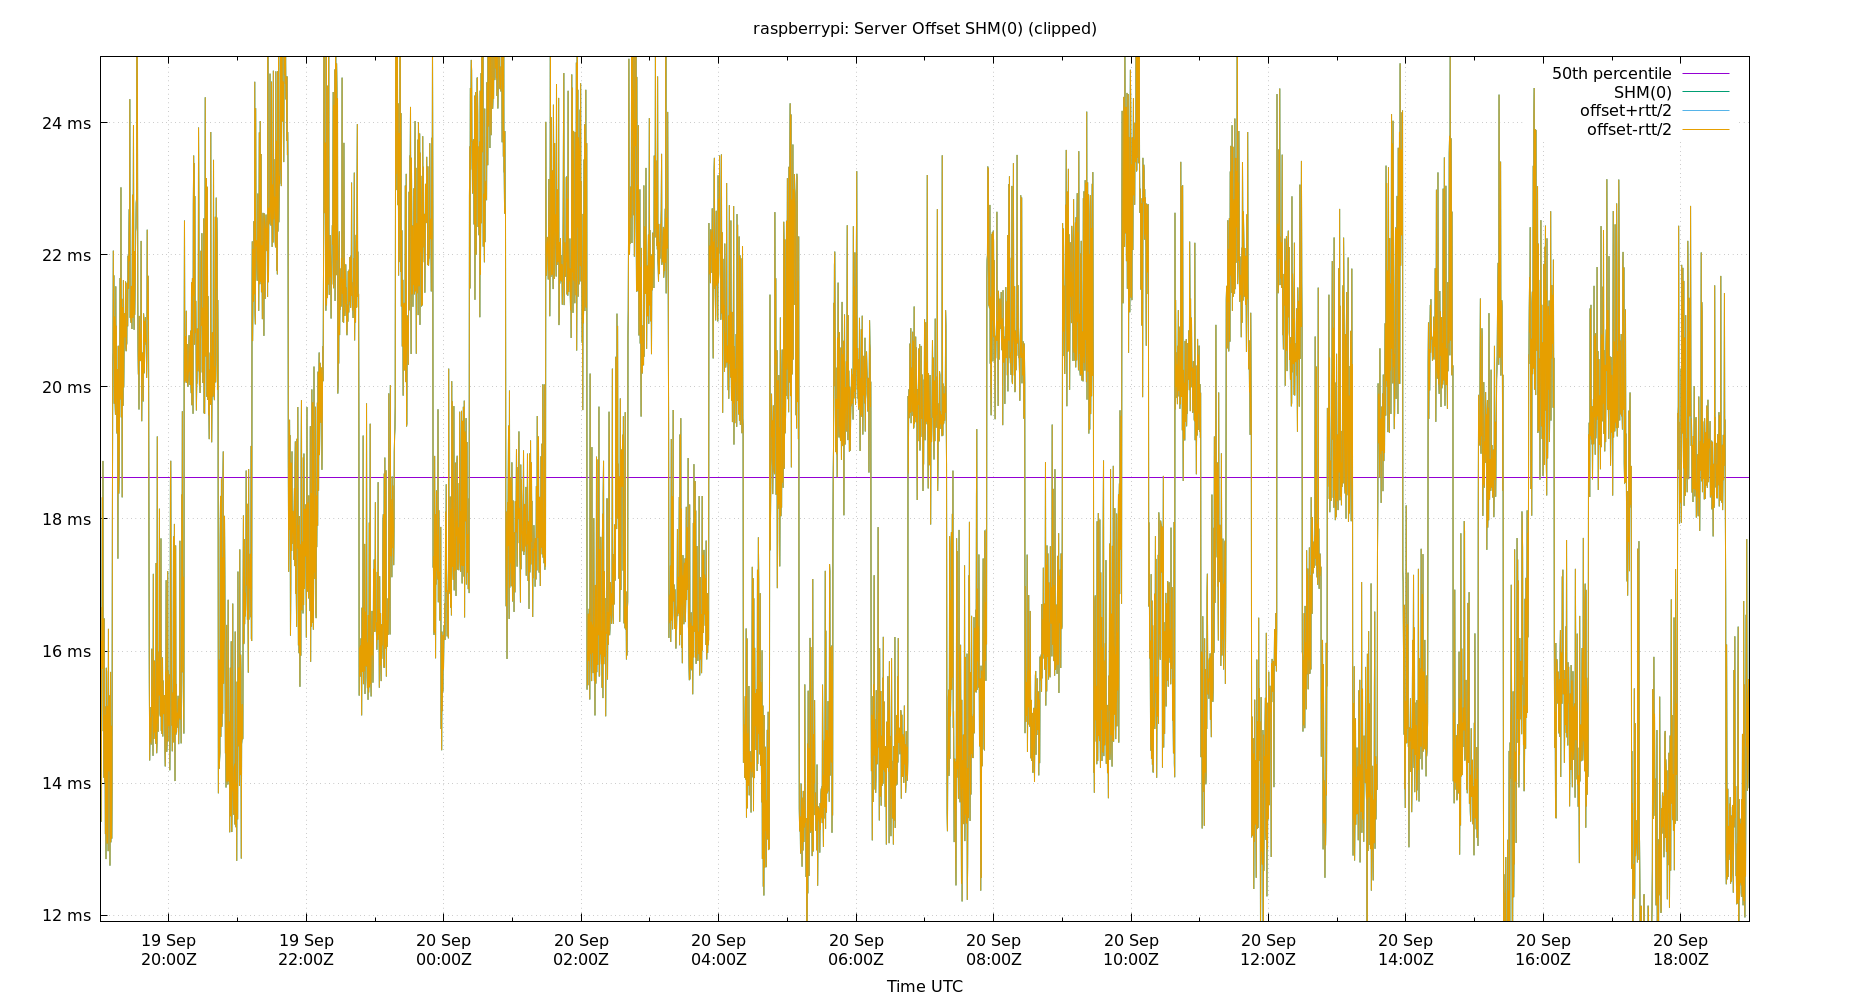 raspberrypi: Server Offset SHM(0) (clipped)
50th percentile
SHM(0)
offset+rtt/2
offset-rtt/2
24 ms
22 ms
20 ms
18 ms
16 ms
14 ms
12 ms
19 Sep 19 Sep 20 Sep 20 Sep 20 Sep 20 Sep 20 Sep 20 Sep 20 Sep 20 Sep 20 Sep 20 Sep
20:00Z 22:00Z 00:00Z 02:00Z 04:00Z 06:00Z 08:00Z 10:00Z 12:00Z 14:00Z 16:00Z 18:00Z
Time UTC